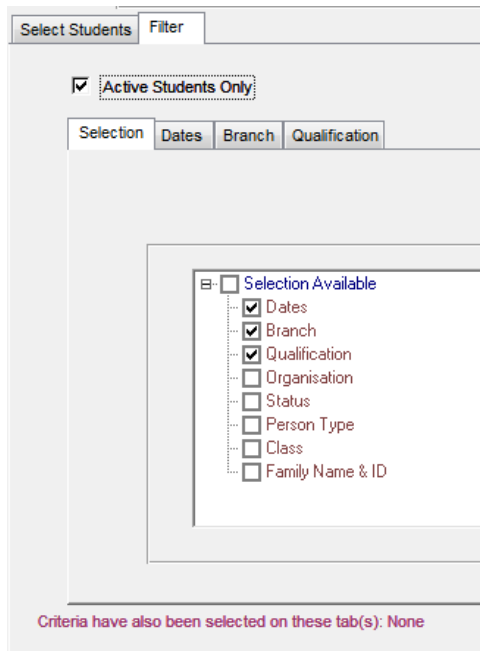 Select Students Filter
Active Students Only
Selection Dates Branch Qualification
Selection Available
Dates
Branch
Qualification
Organisation
Status
Person Type
Class
Family Name & ID
Criteria have also been selected on these tab(s): None